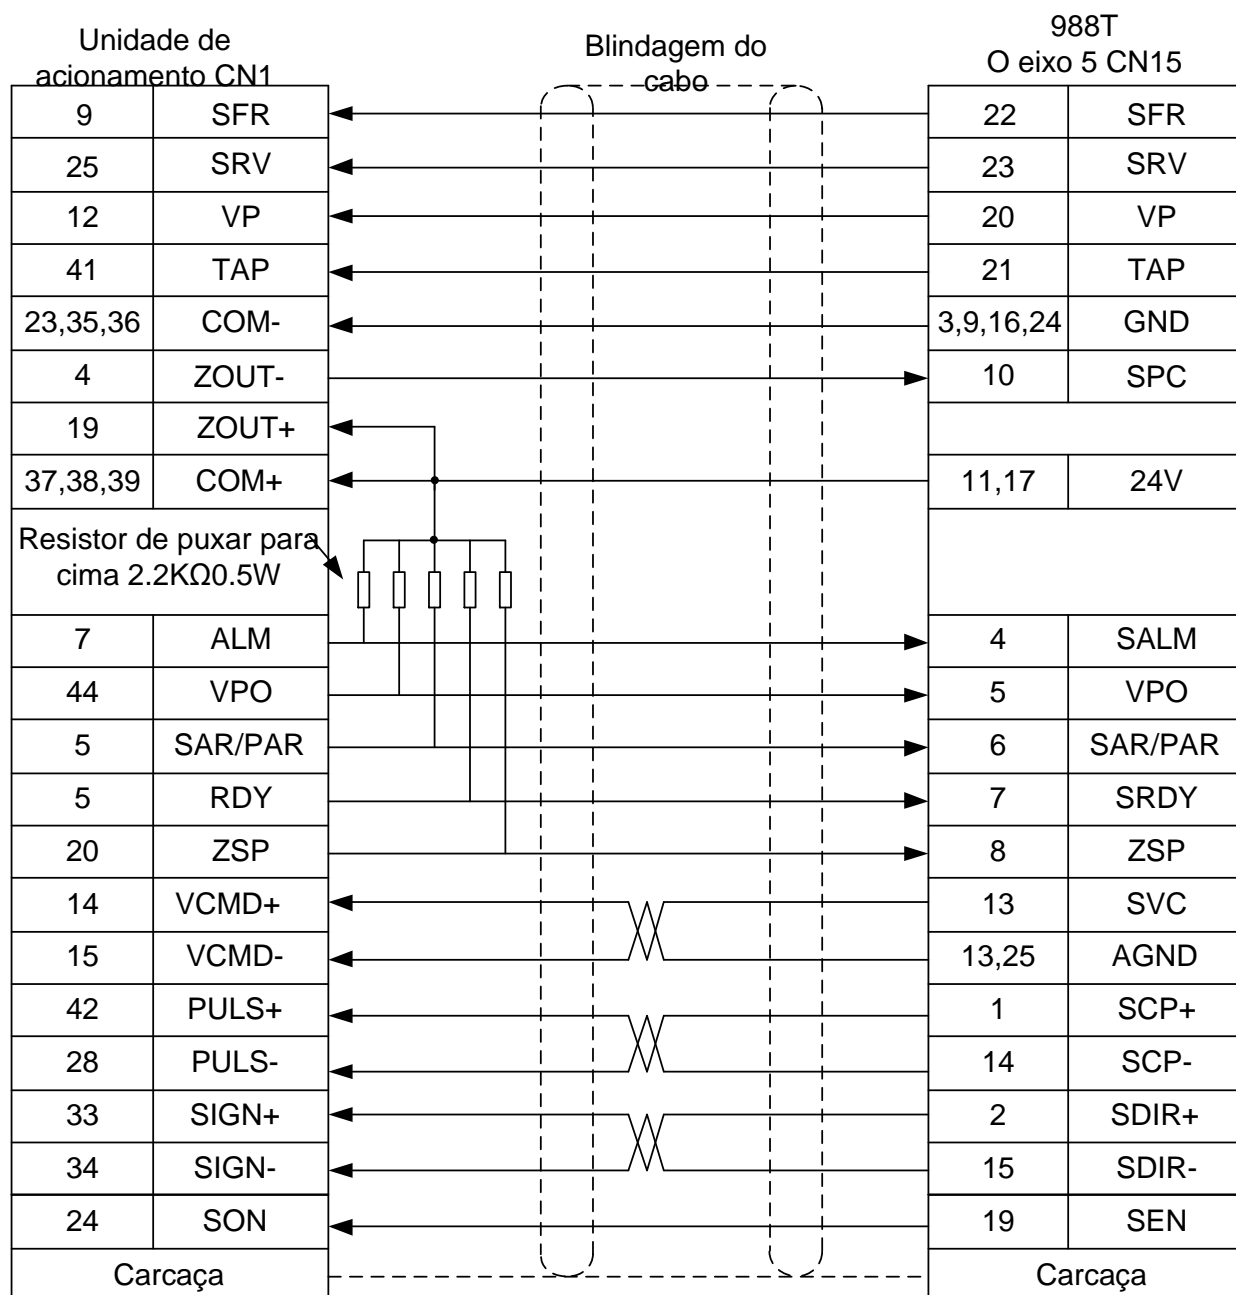 Unidade de
acionamento CN1
Blindagem do
cabo
988T
O eixo 5 CN15
9 SFR 22 SFR
25 SRV 23 SRV
12 VP 20 VP
41 TAP 21 TAP
23,35,36 COM- 3,9,16,24 GND
4 ZOUT- 10 SPC
19 ZOUT+
37,38,39 COM+ 11,17 24V
Resistor de puxar para
cima 2.2KΩ0.5W
7 ALM 4 SALM
44 VPO 5 VPO
5 SAR/PAR 6 SAR/PAR
5 RDY 7 SRDY
20 ZSP 8 ZSP
14 VCMD+ 13 SVC
15 VCMD- 13,25 AGND
42 PULS+ 1 SCP+
28 PULS- 14 SCP-
33 SIGN+ 2 SDIR+
34 SIGN- 15 SDIR-
24 SON 19 SEN
Carcaça Carcaça